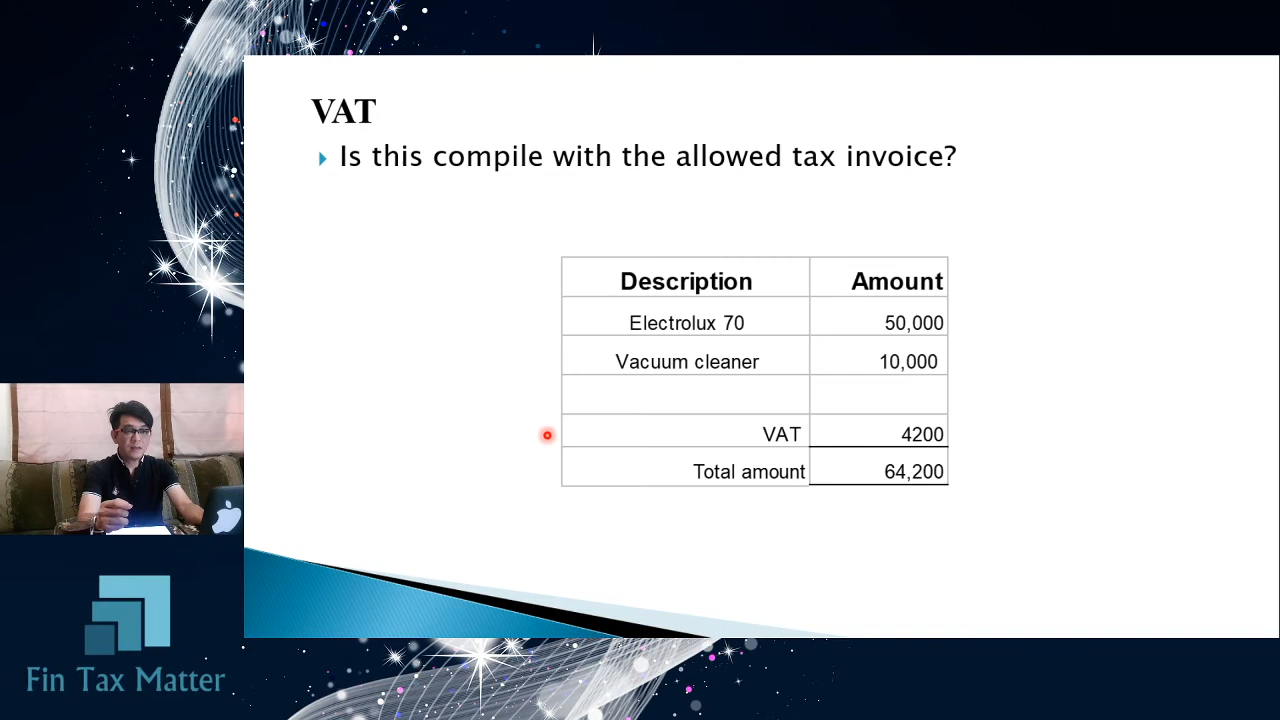 VAT
Is this compile with the allowed tax invoice?
Description Amount
Electrolux 70 50,000
Vacuum cleaner 10,000
VAT 4200
Total amount 64,200
Fin Tax Matter